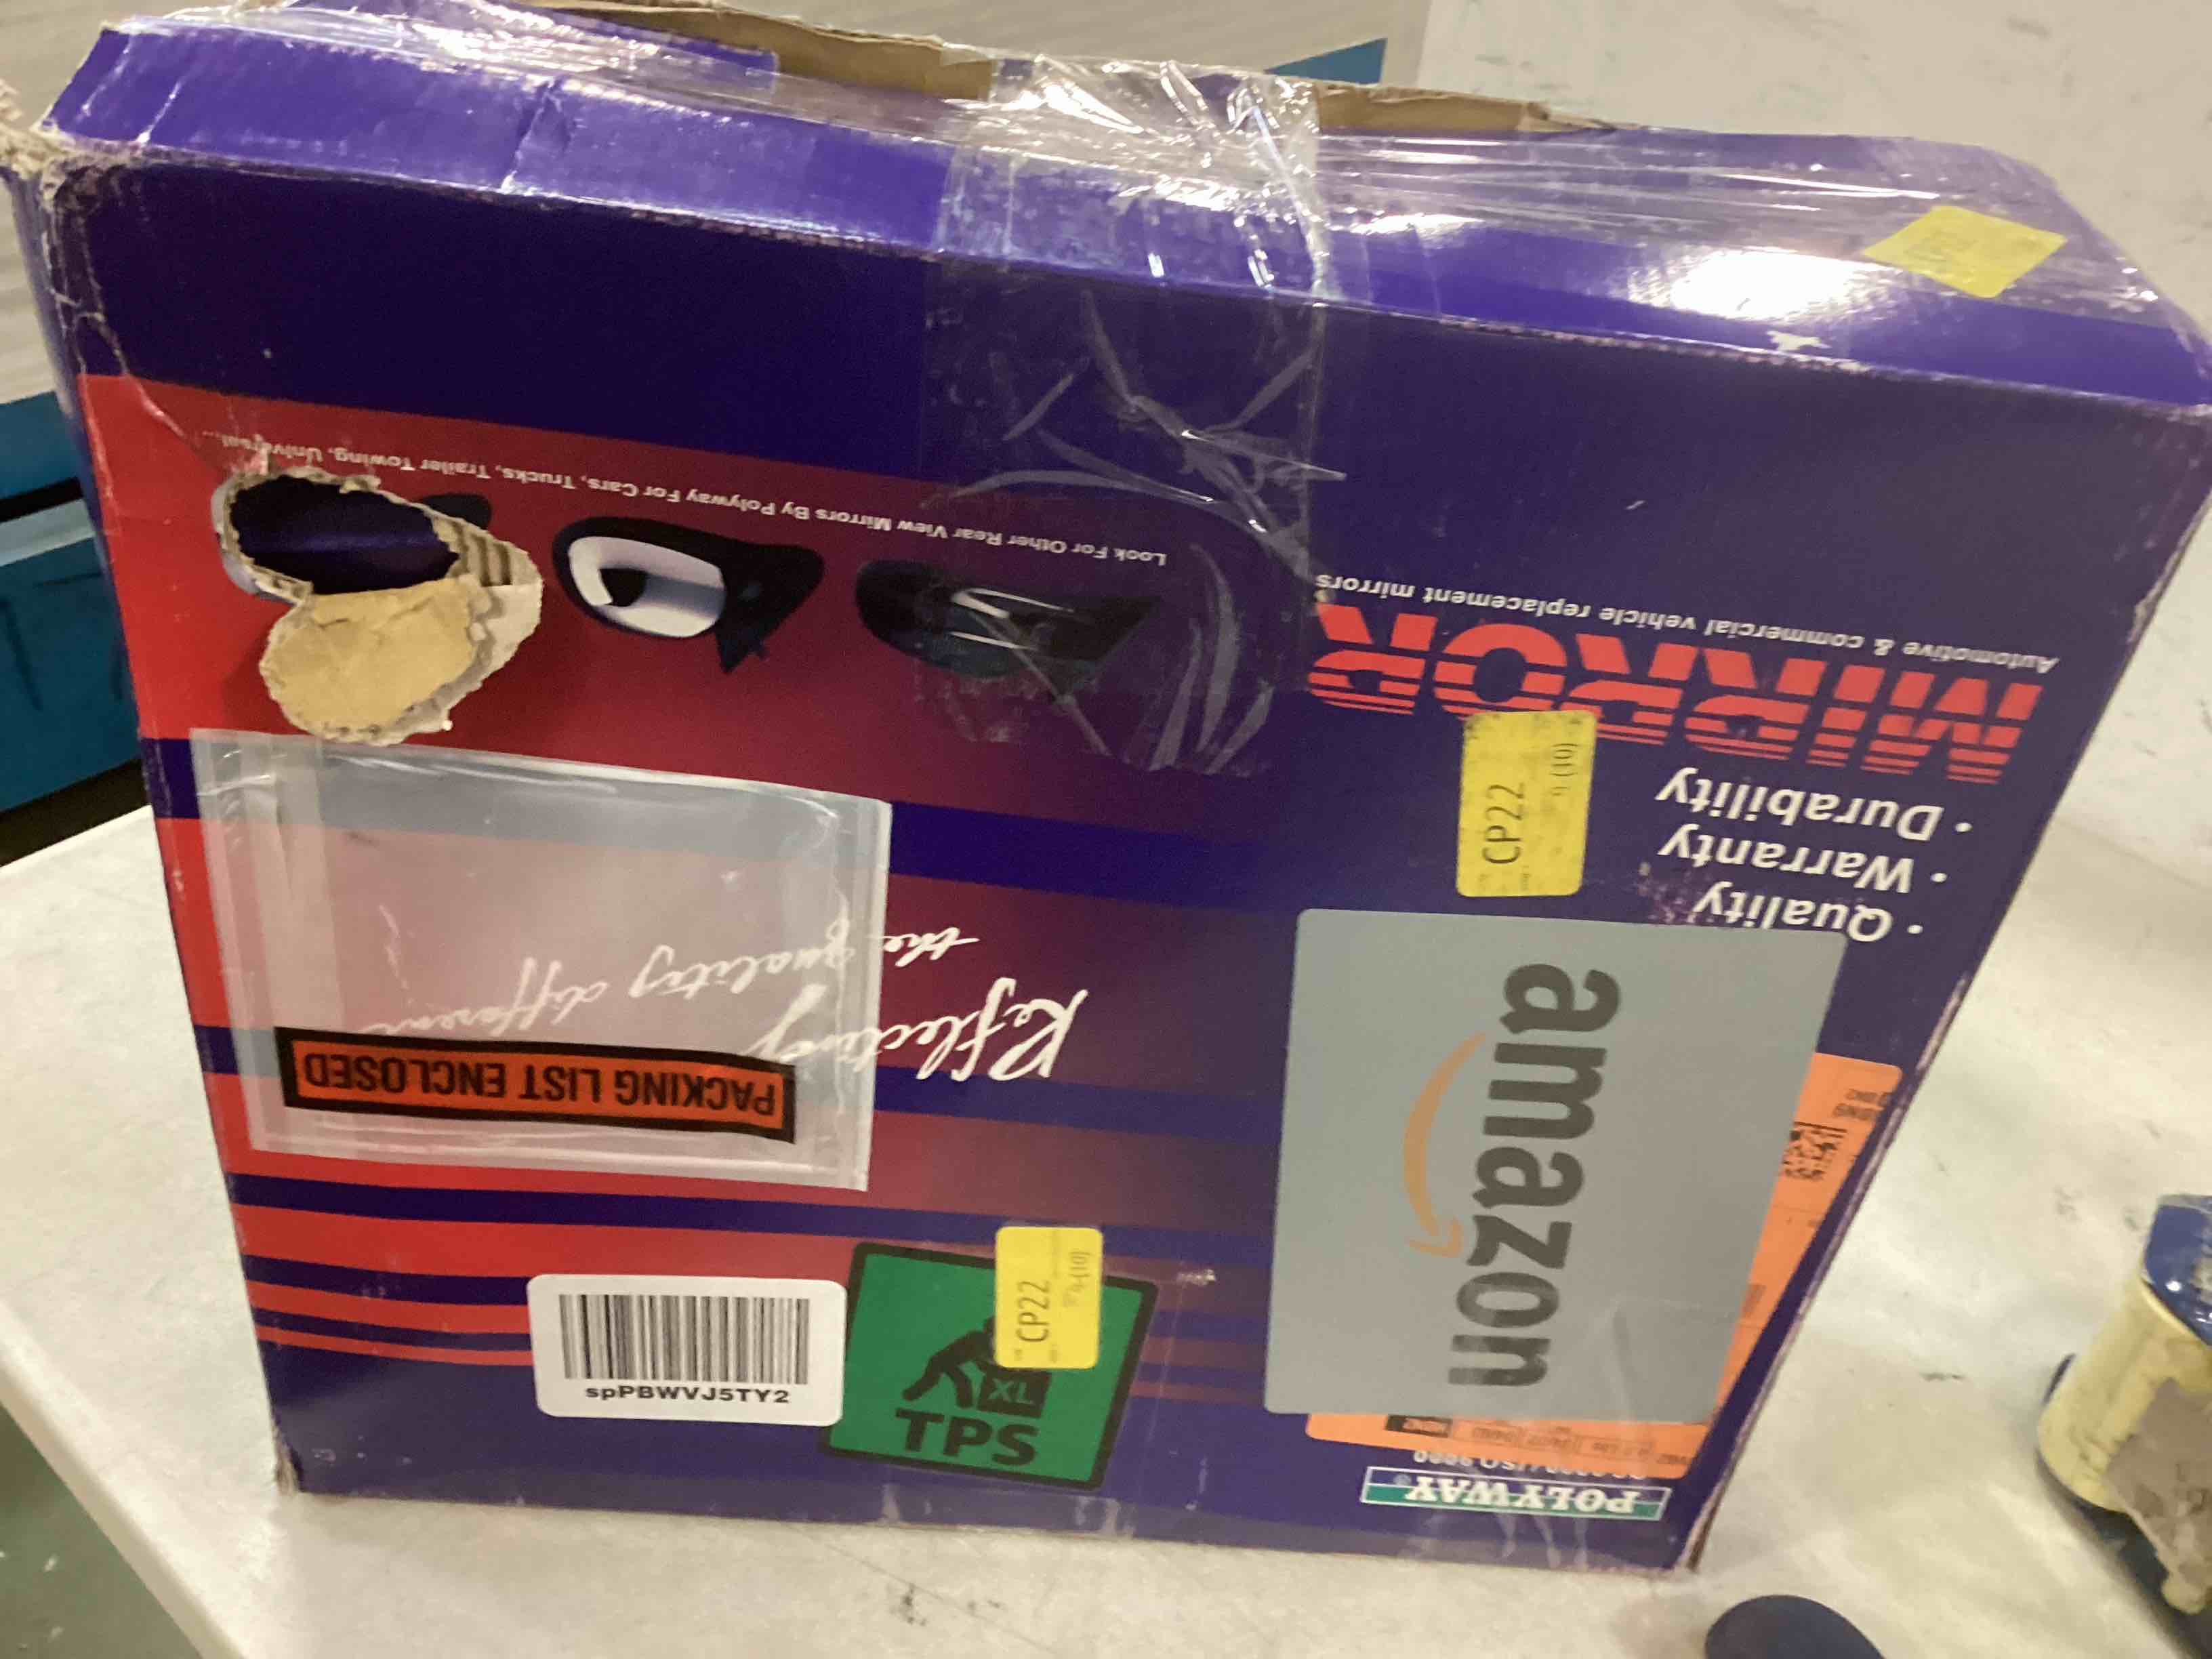 Look For Other Rear View Mirrors By Polyway For Cars, Trucks, Trailer Towing, Universal...
Automotive & commercial vehicle replacement mirrors
MIRROR
• Durability
• Warranty
• Quality
CP22
amazon
Reflecting
the quality
PACKING LIST ENCLOSED
spPBWVJ5TY2
CP22
XL
TPS
POLYWAY®